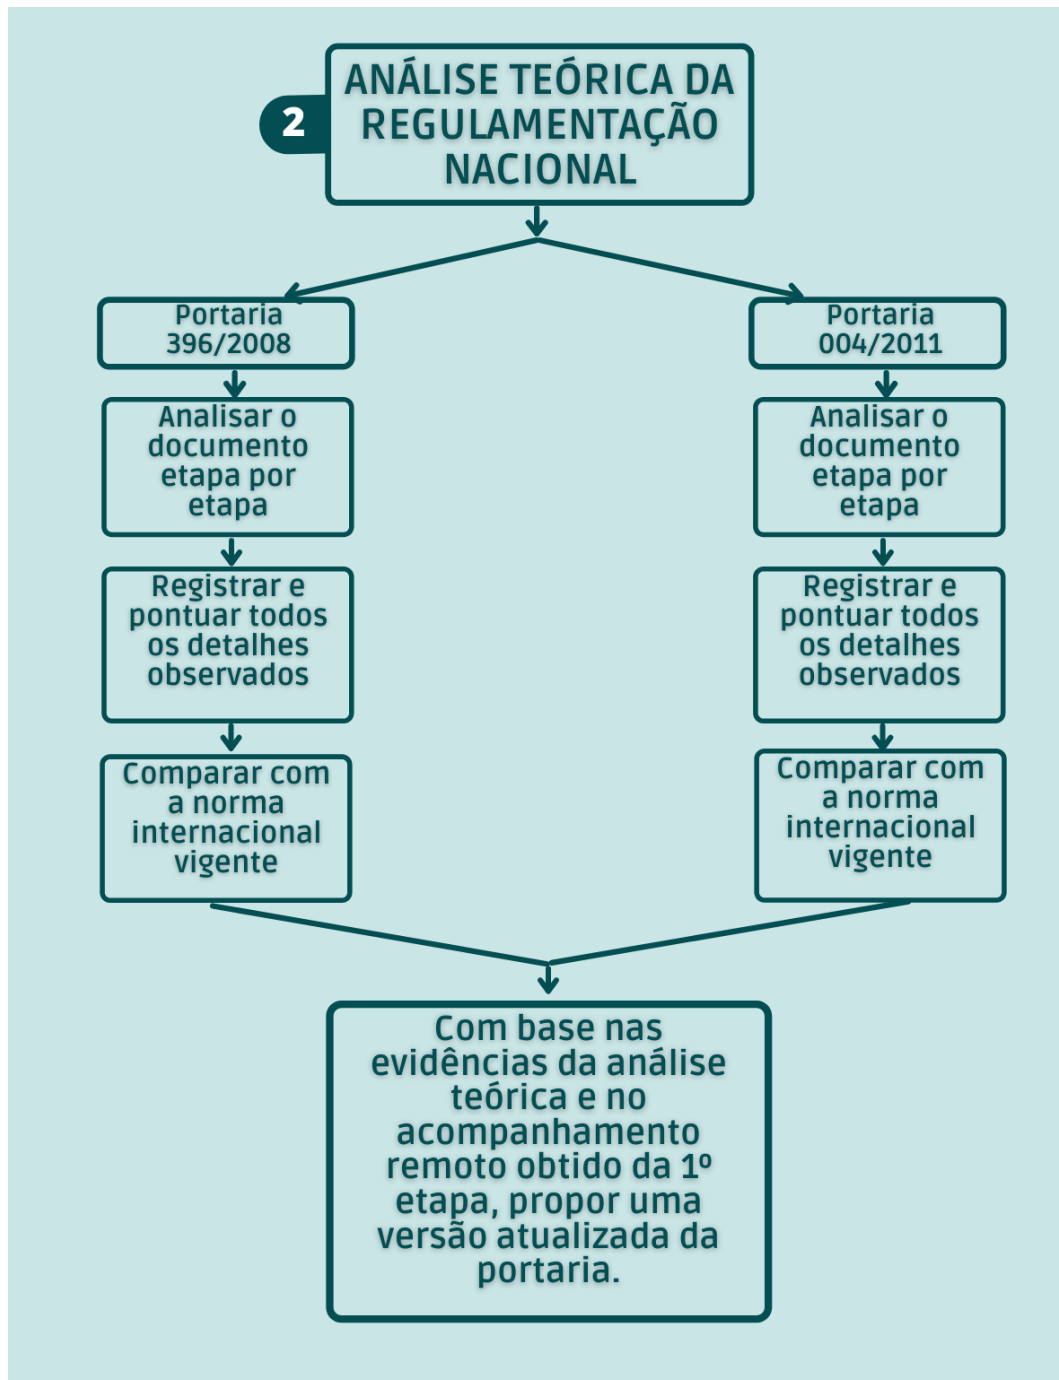 2
ANÁLISE TEÓRICA DA
REGULAMENTAÇÃO
NACIONAL
Portaria
396/2008
Analisar o
documento
etapa por
etapa
Registrar e
pontuar todos
os detalhes
observados
Comparar com
a norma
internacional
vigente
Portaria
004/2011
Analisar o
documento
etapa por
etapa
Registrar e
pontuar todos
os detalhes
observados
Comparar com
a norma
internacional
vigente
Com base nas
evidências da análise
teórica e no
acompanhamento
remoto obtido da 1º
etapa, propor uma
versão atualizada da
portaria.